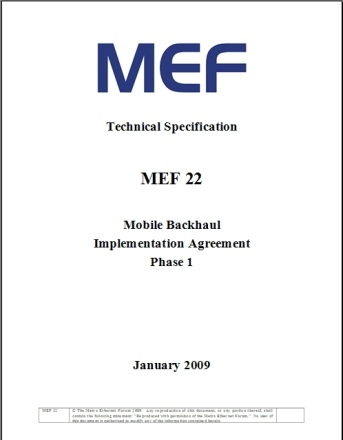 MEF
Technical Specification
MEF 22
Mobile Backhaul
Implementation Agreement
Phase 1
January 2009
MEF 22
© The Metro Ethernet Forum 2009. Any reproduction of this document, or any portion thereof, shall
contain the following statement: "Reproduced with permission of the Metro Ethernet Forum." No user of
this document is authorized to modify any of the information contained herein.